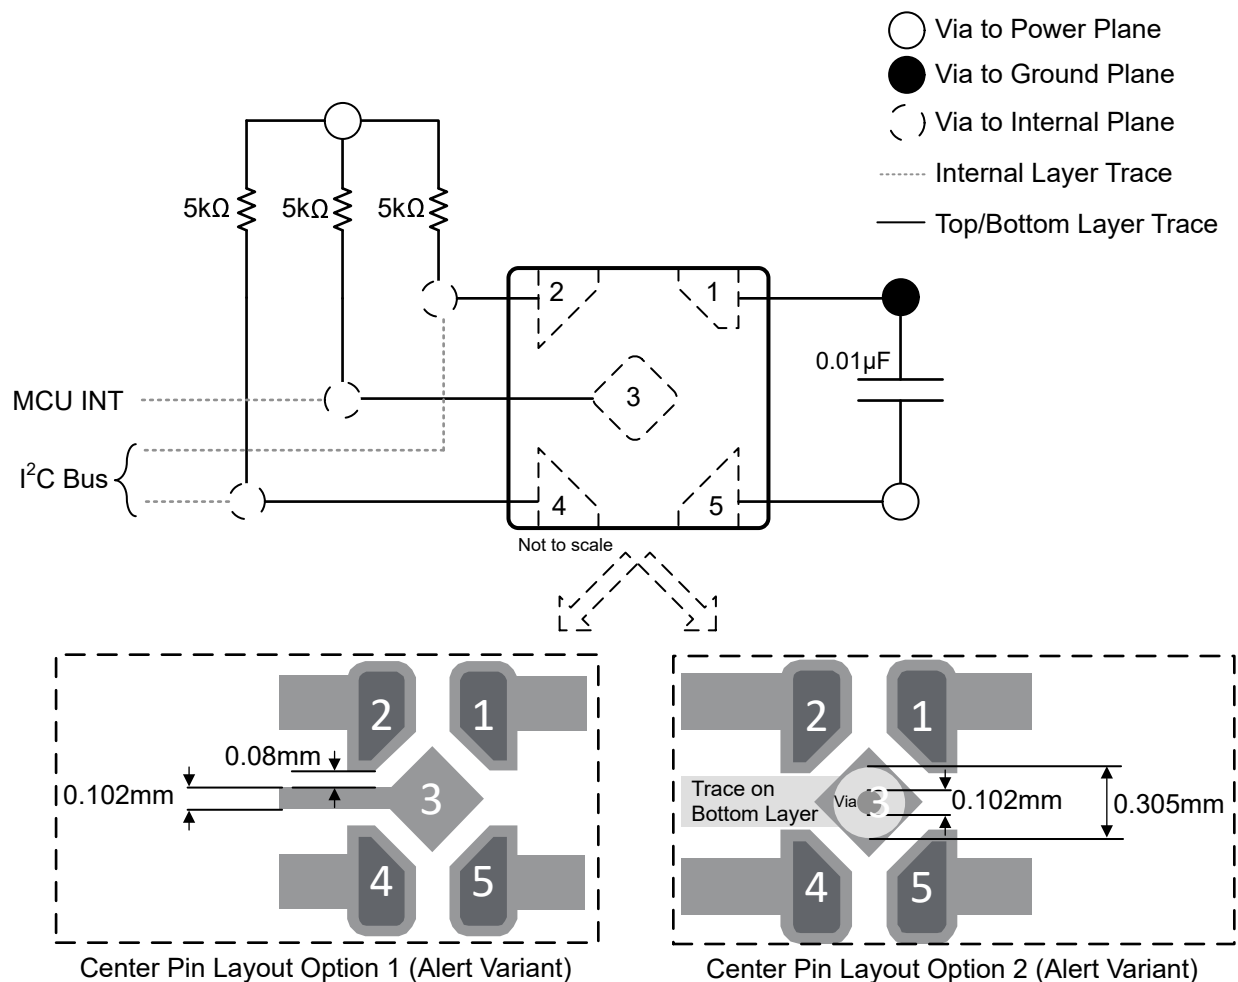 Via to Power Plane
Via to Ground Plane
Via to Internal Plane
Internal Layer Trace
Top/Bottom Layer Trace
5kΩ
5kΩ
5kΩ
2
1
0.01µF
MCU INT
3
I²C Bus
4
5
Not to scale
2
1
0.08mm
0.102mm
3
4
5
Center Pin Layout Option 1 (Alert Variant)
2
1
Trace on
Bottom Layer
Via
3
0.102mm
0.305mm
4
5
Center Pin Layout Option 2 (Alert Variant)